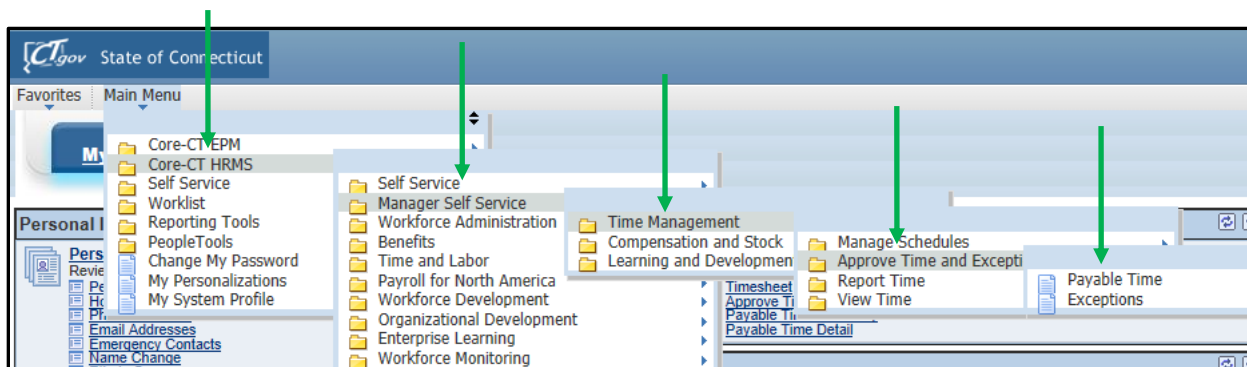 CT.gov State of Connecticut
Favorites Main Menu
My
Core-CT EPM
Core-CT HRMS
Self Service
Worklist
Reporting Tools
PeopleTools
Change My Password
My Personalizations
My System Profile
Self Service
Manager Self Service
Workforce Administration
Benefits
Time and Labor
Payroll for North America
Workforce Development
Organizational Development
Enterprise Learning
Workforce Monitoring
Time Management
Compensation and Stock
Learning and Developmen
Manage Schedules
Approve Time and Excepti
Report Time
View Time
Payable Time
Exceptions
Personal I
Pers
Revie
Pe
Ho
Ph
Email Addresses
Emergency Contacts
Name Change
Timesheet
Approve Ti
Payable Ti
Payable Time Detail